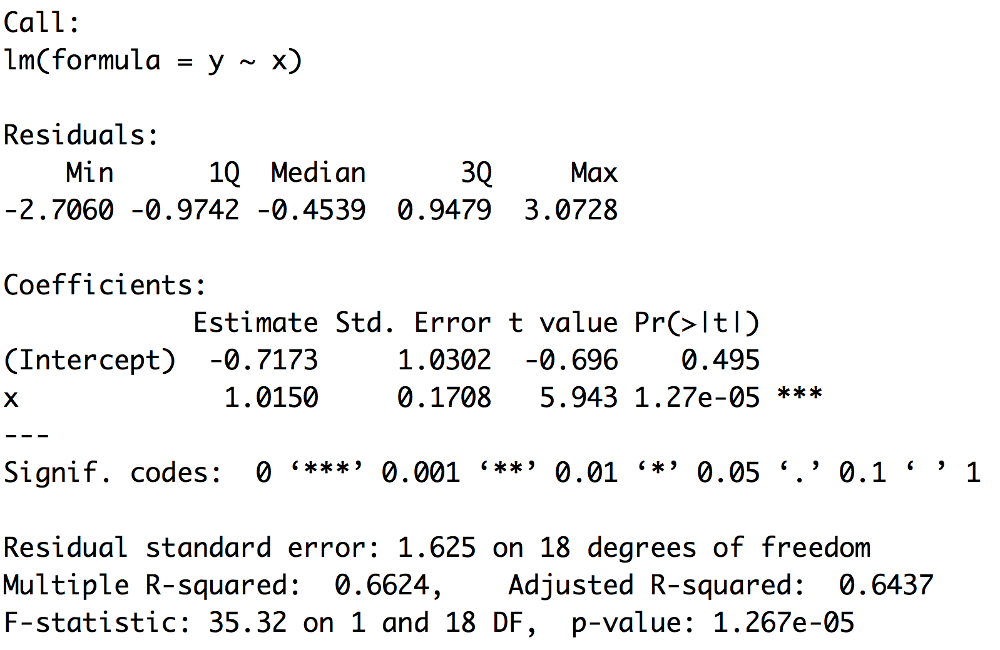 Call:
lm(formula = y ~ x)
Residuals:
    Min      1Q  Median      3Q     Max
-2.7060 -0.9742 -0.4539  0.9479  3.0728
Coefficients:
            Estimate Std. Error t value Pr(>|t|)
(Intercept)  -0.7173     1.0302  -0.696    0.495
x             1.0150     0.1708   5.943 1.27e-05 ***
---
Signif. codes:  0 ‘***’ 0.001 ‘**’ 0.01 ‘*’ 0.05 ‘.’ 0.1 ‘ ’ 1
Residual standard error: 1.625 on 18 degrees of freedom
Multiple R-squared:  0.6624,    Adjusted R-squared:  0.6437
F-statistic: 35.32 on 1 and 18 DF,  p-value: 1.267e-05